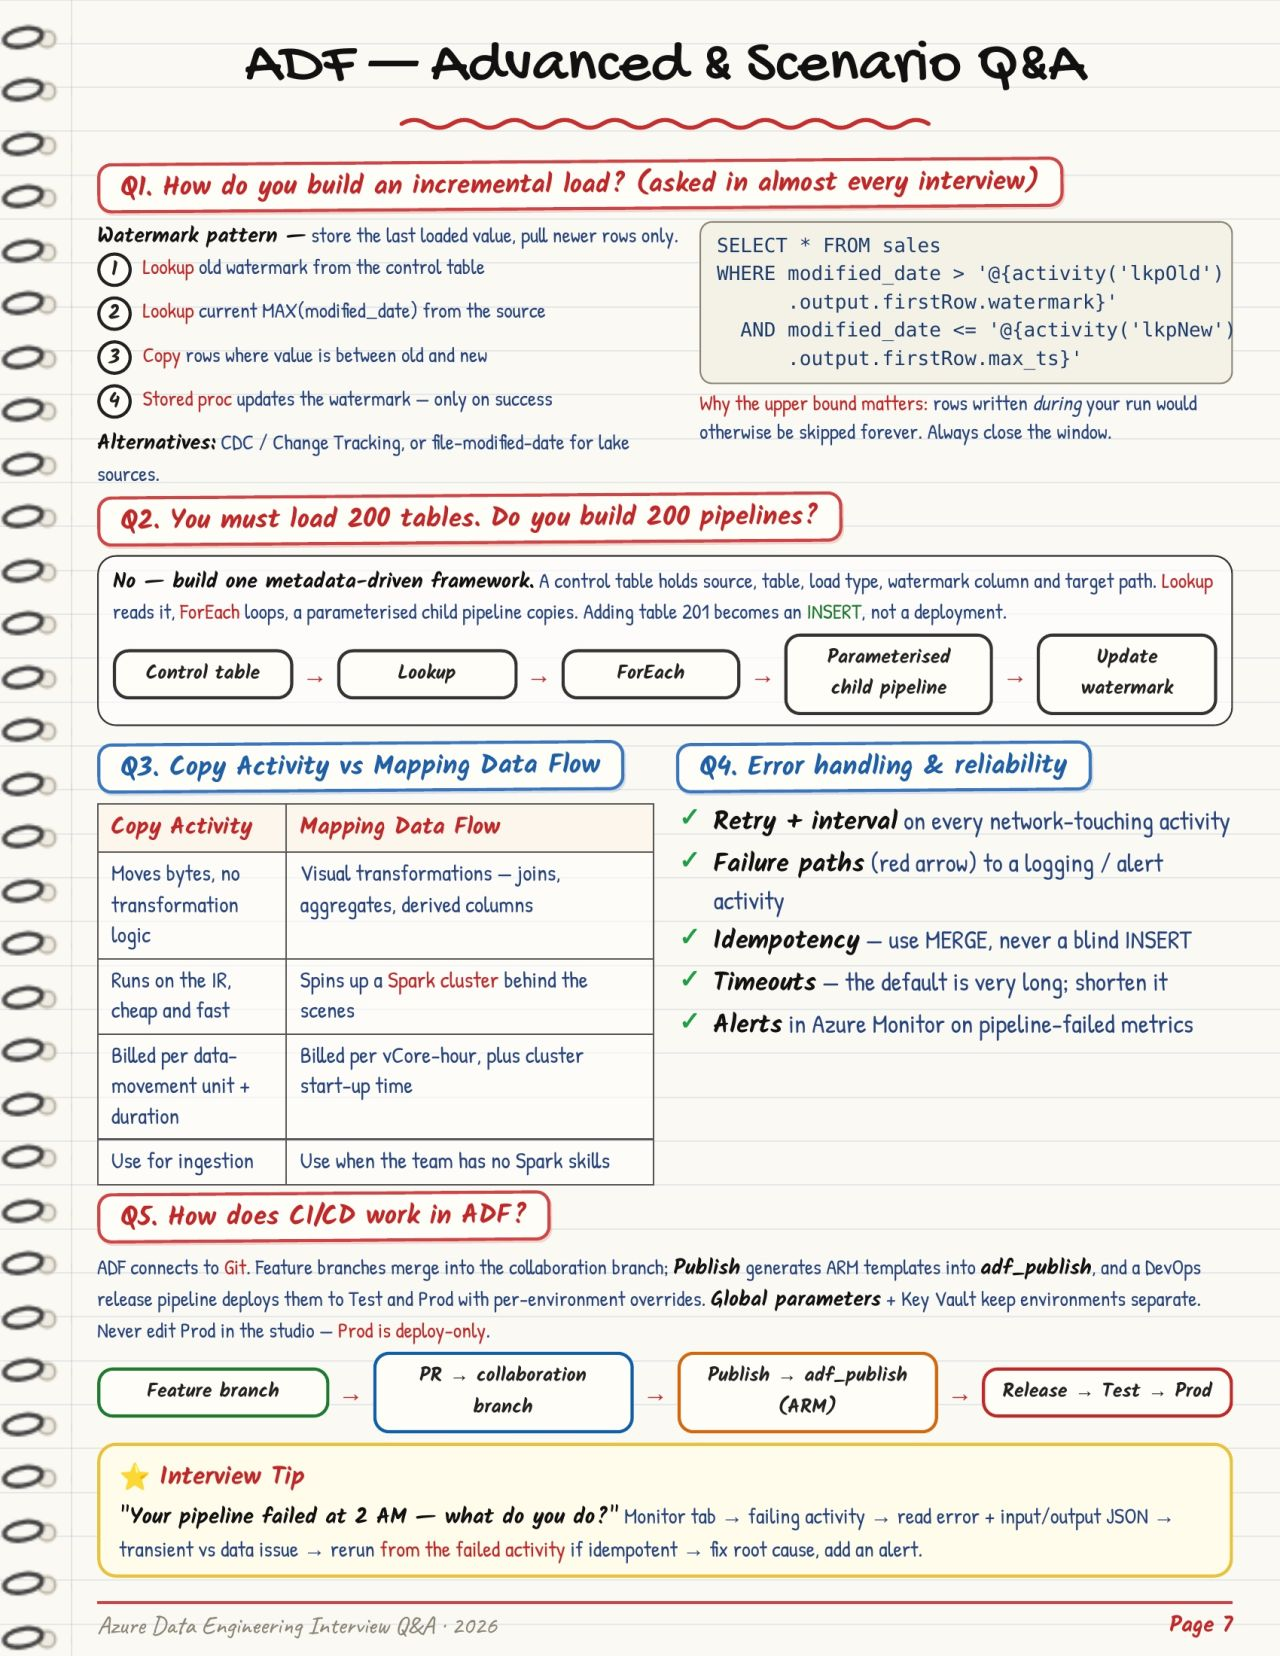 ADF — Advanced & Scenario Q&A
Q1. How do you build an incremental load? (asked in almost every interview)
Watermark pattern — store the last loaded value, pull newer rows only.
1 Lookup old watermark from the control table
2 Lookup current MAX(modified_date) from the source
3 Copy rows where value is between old and new
4 Stored proc updates the watermark — only on success
Alternatives: CDC / Change Tracking, or file-modified-date for lake
sources.
SELECT * FROM sales
WHERE modified_date > '@{activity('lkpOld')
.output.firstRow.watermark}'
AND modified_date <= '@{activity('lkpNew')
.output.firstRow.max_ts}'
Why the upper bound matters: rows written during your run would
otherwise be skipped forever. Always close the window.
Q2. You must load 200 tables. Do you build 200 pipelines?
No — build one metadata-driven framework. A control table holds source, table, load type, watermark column and target path. Lookup
reads it, ForEach loops, a parameterised child pipeline copies. Adding table 201 becomes an INSERT, not a deployment.
Control table → Lookup → ForEach → Parameterised
child pipeline → Update
watermark
Q3. Copy Activity vs Mapping Data Flow
Copy Activity
Mapping Data Flow
Moves bytes, no
transformation
logic
Visual transformations — joins,
aggregates, derived columns
Runs on the IR,
cheap and fast
Spins up a Spark cluster behind the
scenes
Billed per data-
movement unit +
duration
Billed per vCore-hour, plus cluster
start-up time
Use for ingestion
Use when the team has no Spark skills
Q4. Error handling & reliability
✓ Retry + interval on every network-touching activity
✓ Failure paths (red arrow) to a logging / alert
activity
✓ Idempotency — use MERGE, never a blind INSERT
✓ Timeouts — the default is very long; shorten it
✓ Alerts in Azure Monitor on pipeline-failed metrics
Q5. How does CI/CD work in ADF?
ADF connects to Git. Feature branches merge into the collaboration branch; Publish generates ARM templates into adf_publish, and a DevOps
release pipeline deploys them to Test and Prod with per-environment overrides. Global parameters + Key Vault keep environments separate.
Never edit Prod in the studio — Prod is deploy-only.
Feature branch → PR → collaboration
branch → Publish → adf_publish
(ARM) → Release → Test → Prod
⭐ Interview Tip
"Your pipeline failed at 2 AM — what do you do?" Monitor tab → failing activity → read error + input/output JSON →
transient vs data issue → rerun from the failed activity if idempotent → fix root cause, add an alert.
Azure Data Engineering Interview Q&A · 2026
Page 7